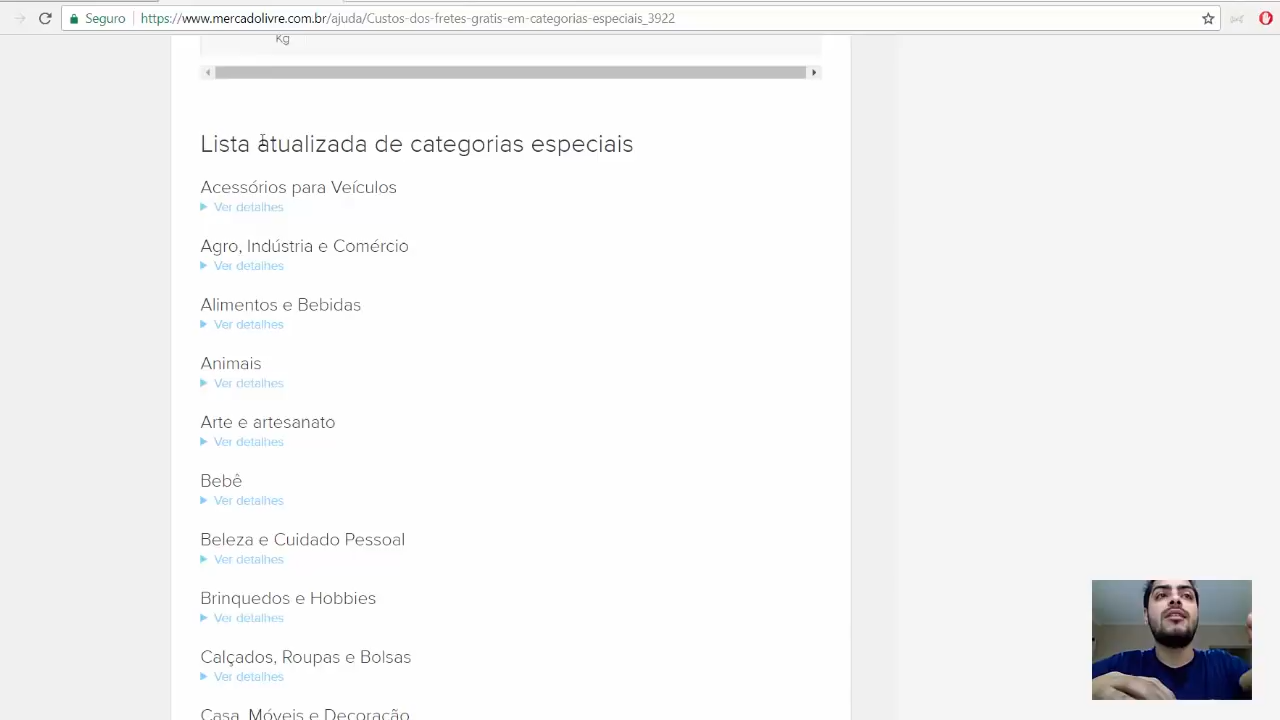 Seguro https://www.mercadolivre.com.br/ajuda/Custos-dos-fretes-gratis-em-categorias-especiais_3922
Kg
Lista atualizada de categorias especiais
Acessórios para Veículos
Ver detalhes
Agro, Indústria e Comércio
Ver detalhes
Alimentos e Bebidas
Ver detalhes
Animais
Ver detalhes
Arte e artesanato
Ver detalhes
Bebê
Ver detalhes
Beleza e Cuidado Pessoal
Ver detalhes
Brinquedos e Hobbies
Ver detalhes
Calçados, Roupas e Bolsas
Ver detalhes
Casa, Móveis e Decoração